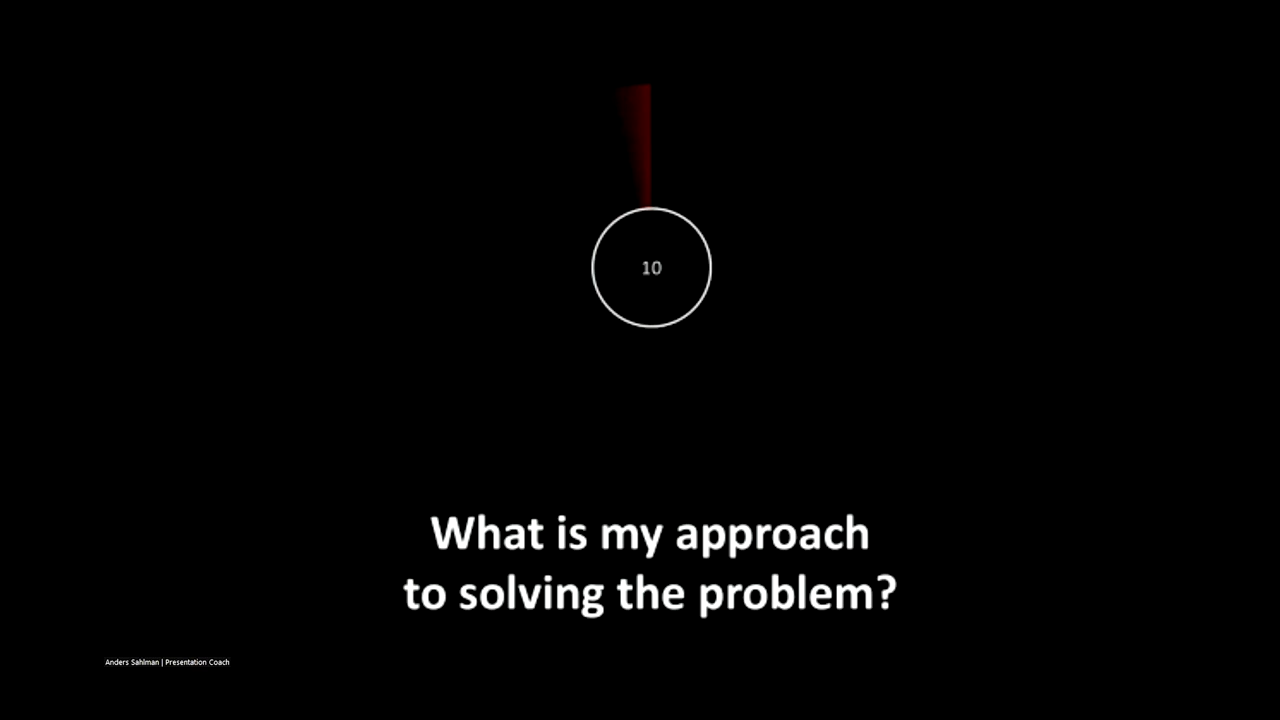 10
What is my approach
to solving the problem?
Anders Sahlman | Presentation Coach